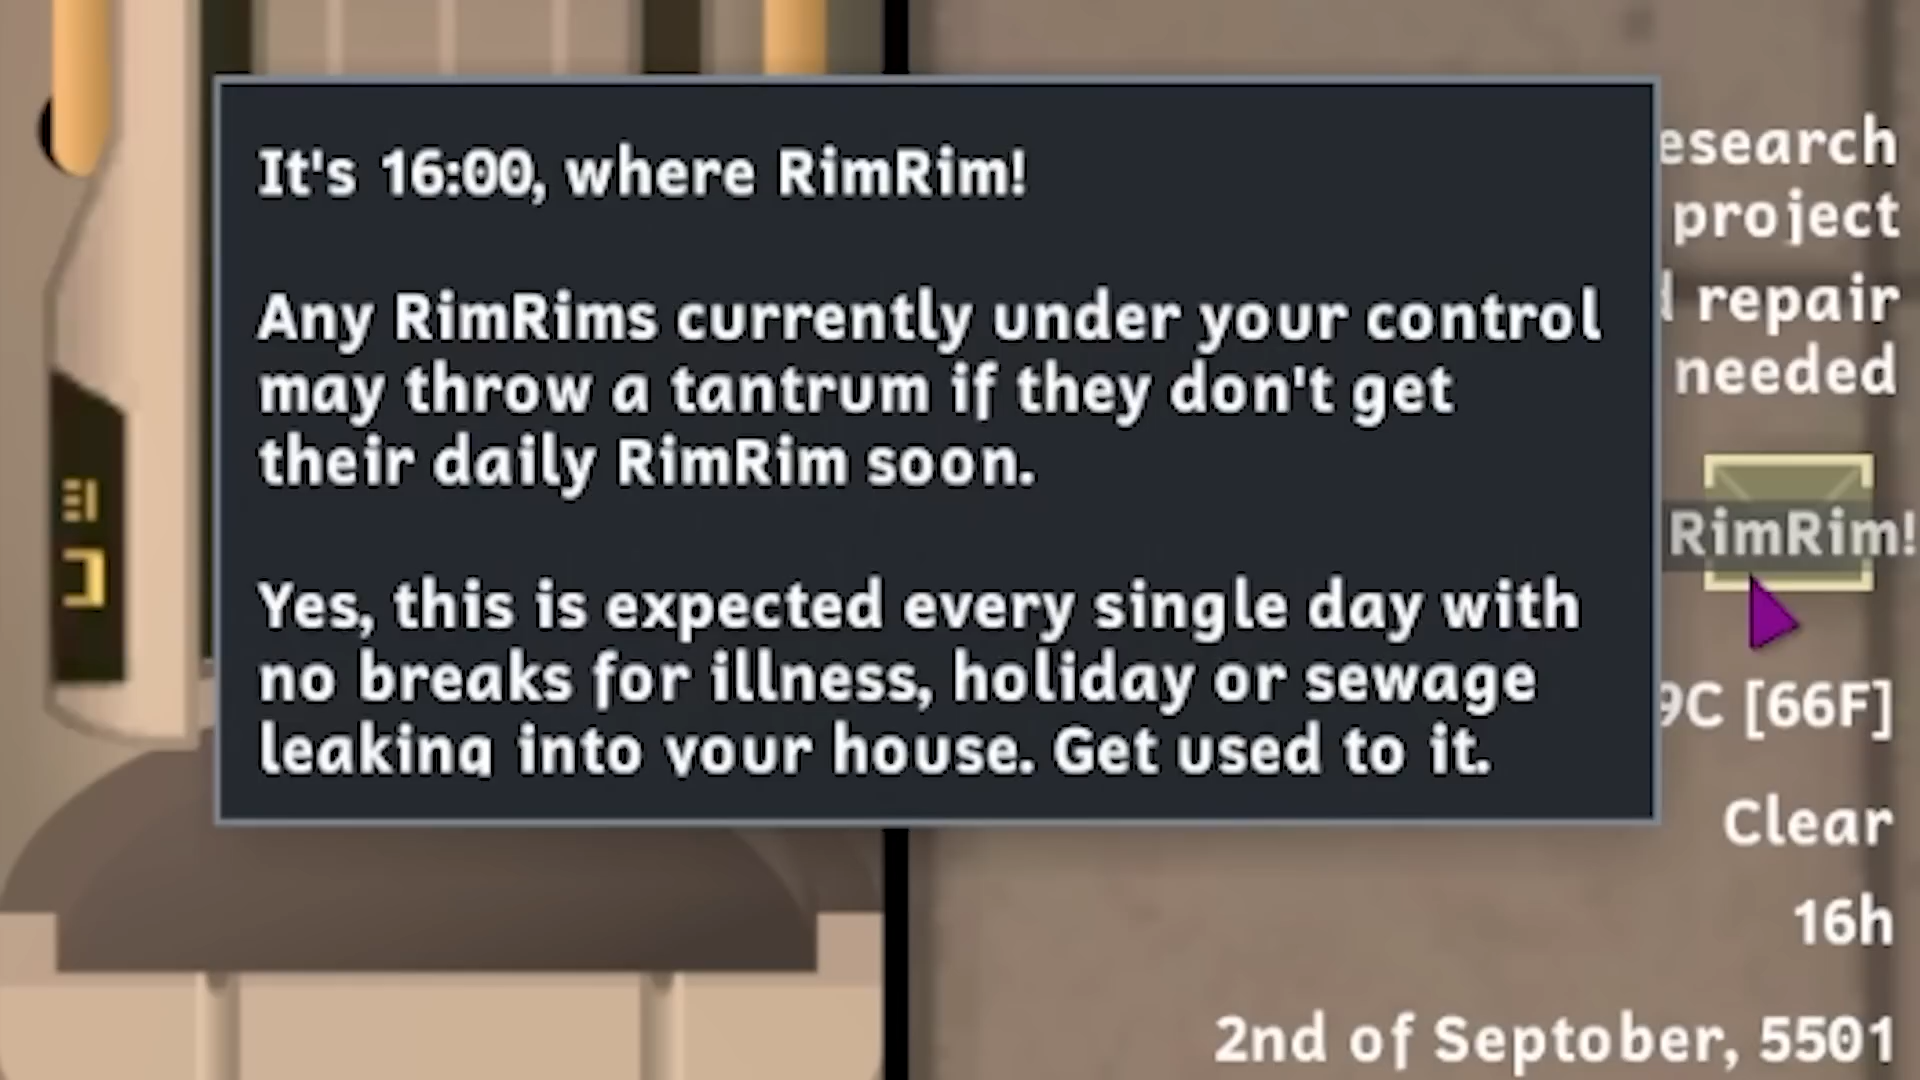 It's 16:00, where RimRim!
Any RimRims currently under your control
may throw a tantrum if they don't get
their daily RimRim soon.
Yes, this is expected every single day with
no breaks for illness, holiday or sewage
leaking into your house. Get used to it.
project
repair
needed
RimRim!
[66F]
Clear
16h
2nd of Septober, 5501